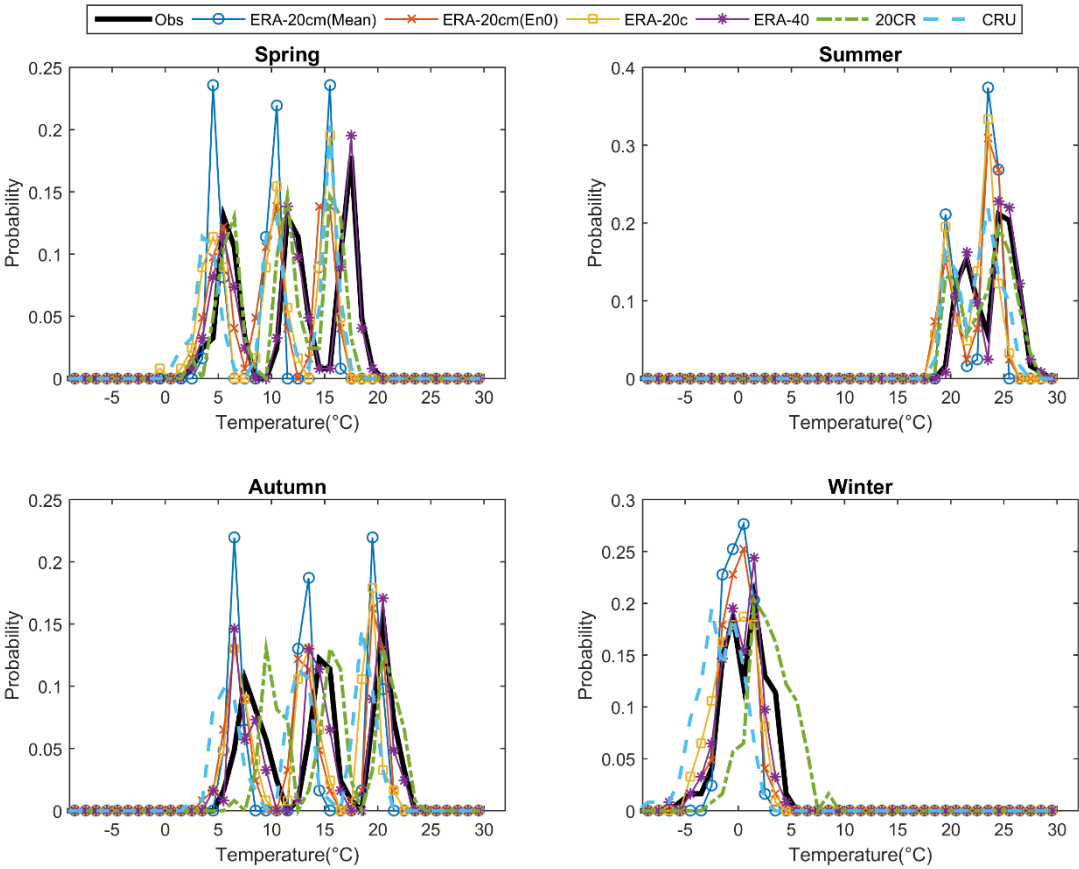 Obs ERA-20cm(Mean) ERA-20cm(En0) ERA-20c ERA-40 20CR CRU
Spring
0.25
0.2
0.15
0.1
0.05
0
Probability
-5 0 5 10 15 20 25 30
Temperature(°C)
Summer
0.4
0.3
0.2
0.1
0
Probability
-5 0 5 10 15 20 25 30
Temperature(°C)
Autumn
0.25
0.2
0.15
0.1
0.05
0
Probability
-5 0 5 10 15 20 25 30
Temperature(°C)
Winter
0.3
0.25
0.2
0.15
0.1
0.05
0
Probability
-5 0 5 10 15 20 25 30
Temperature(°C)